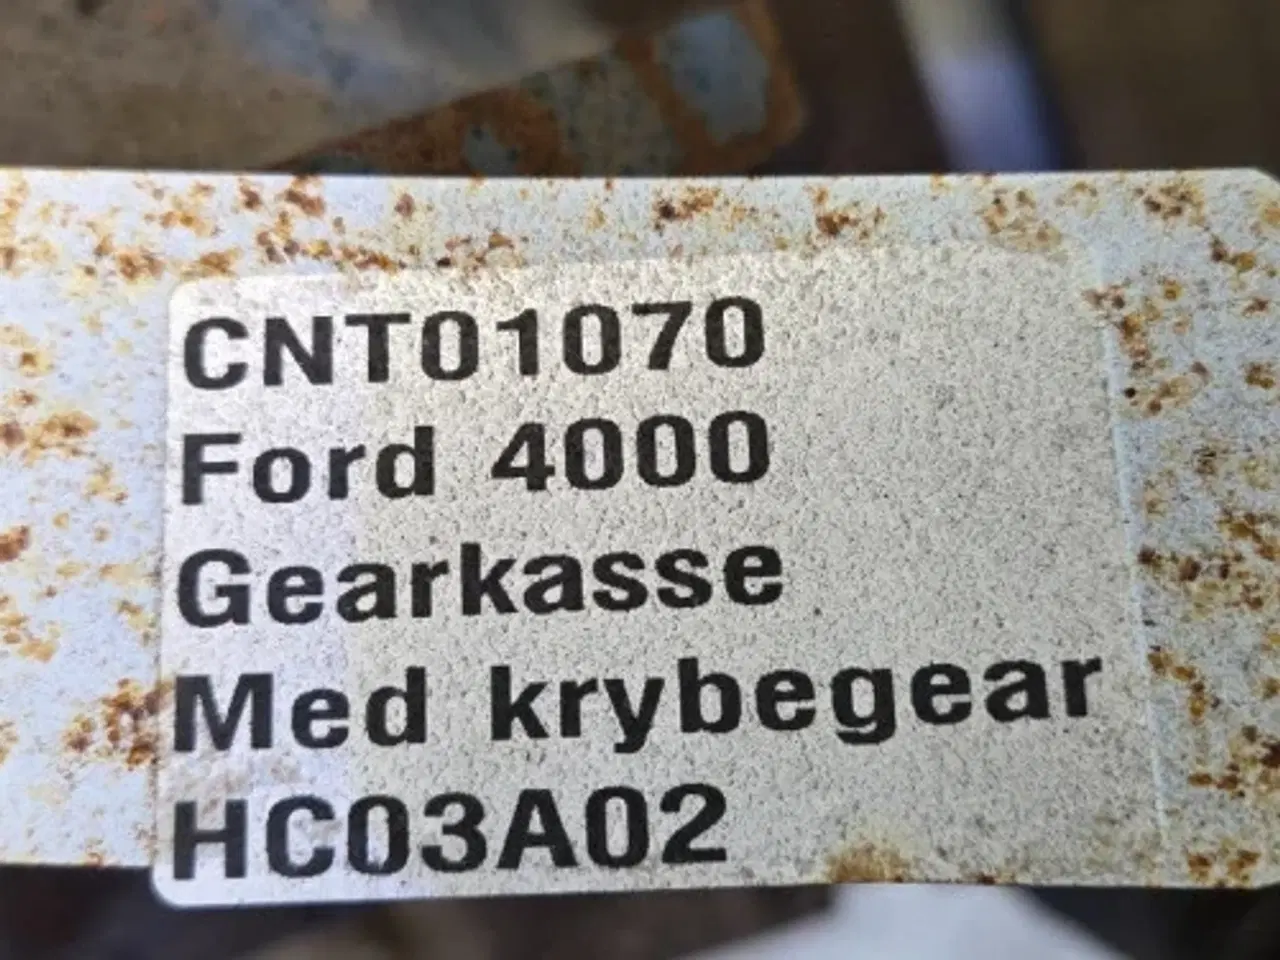 CNT01070
Ford 4000
Gearkasse
Med krybegear
HC03A02